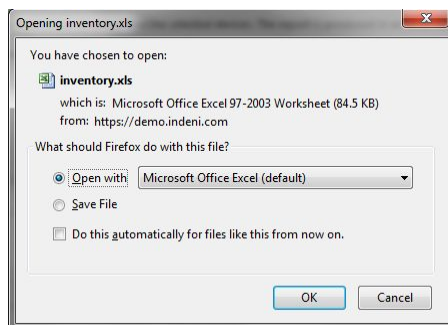 Opening inventory.xls
You have chosen to open:
inventory.xls
which is: Microsoft Office Excel 97-2003 Worksheet (84.5 KB)
from: https://demo.indeni.com
What should Firefox do with this file?
Open with Microsoft Office Excel (default)
Save File
Do this automatically for files like this from now on.
OK Cancel